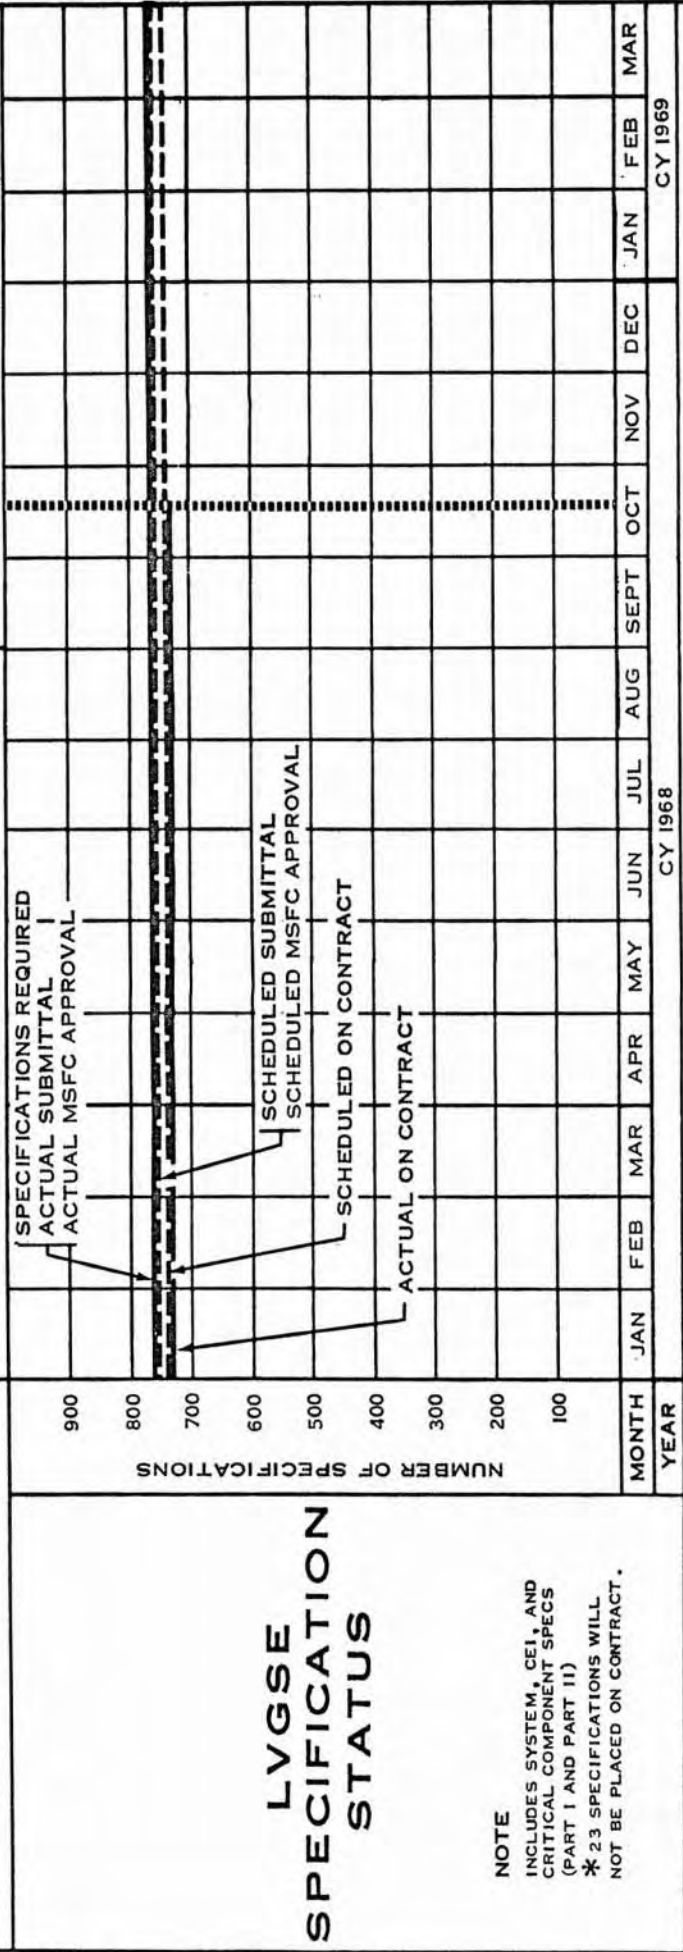 LVGSE
SPECIFICATION
STATUS
NOTE
INCLUDES SYSTEM, CEI, AND
CRITICAL COMPONENT SPECS
(PART I AND PART II)
* 23 SPECIFICATIONS WILL
NOT BE PLACED ON CONTRACT.
NUMBER OF SPECIFICATIONS
900
800
700
600
500
400
300
200
100
SPECIFICATIONS REQUIRED
ACTUAL SUBMITTAL
ACTUAL MSFC APPROVAL
SCHEDULED SUBMITTAL
SCHEDULED MSFC APPROVAL
SCHEDULED ON CONTRACT
ACTUAL ON CONTRACT
MONTH JAN FEB MAR APR MAY JUN JUL AUG SEPT OCT NOV DEC JAN FEB MAR
YEAR CY 1968 CY 1969